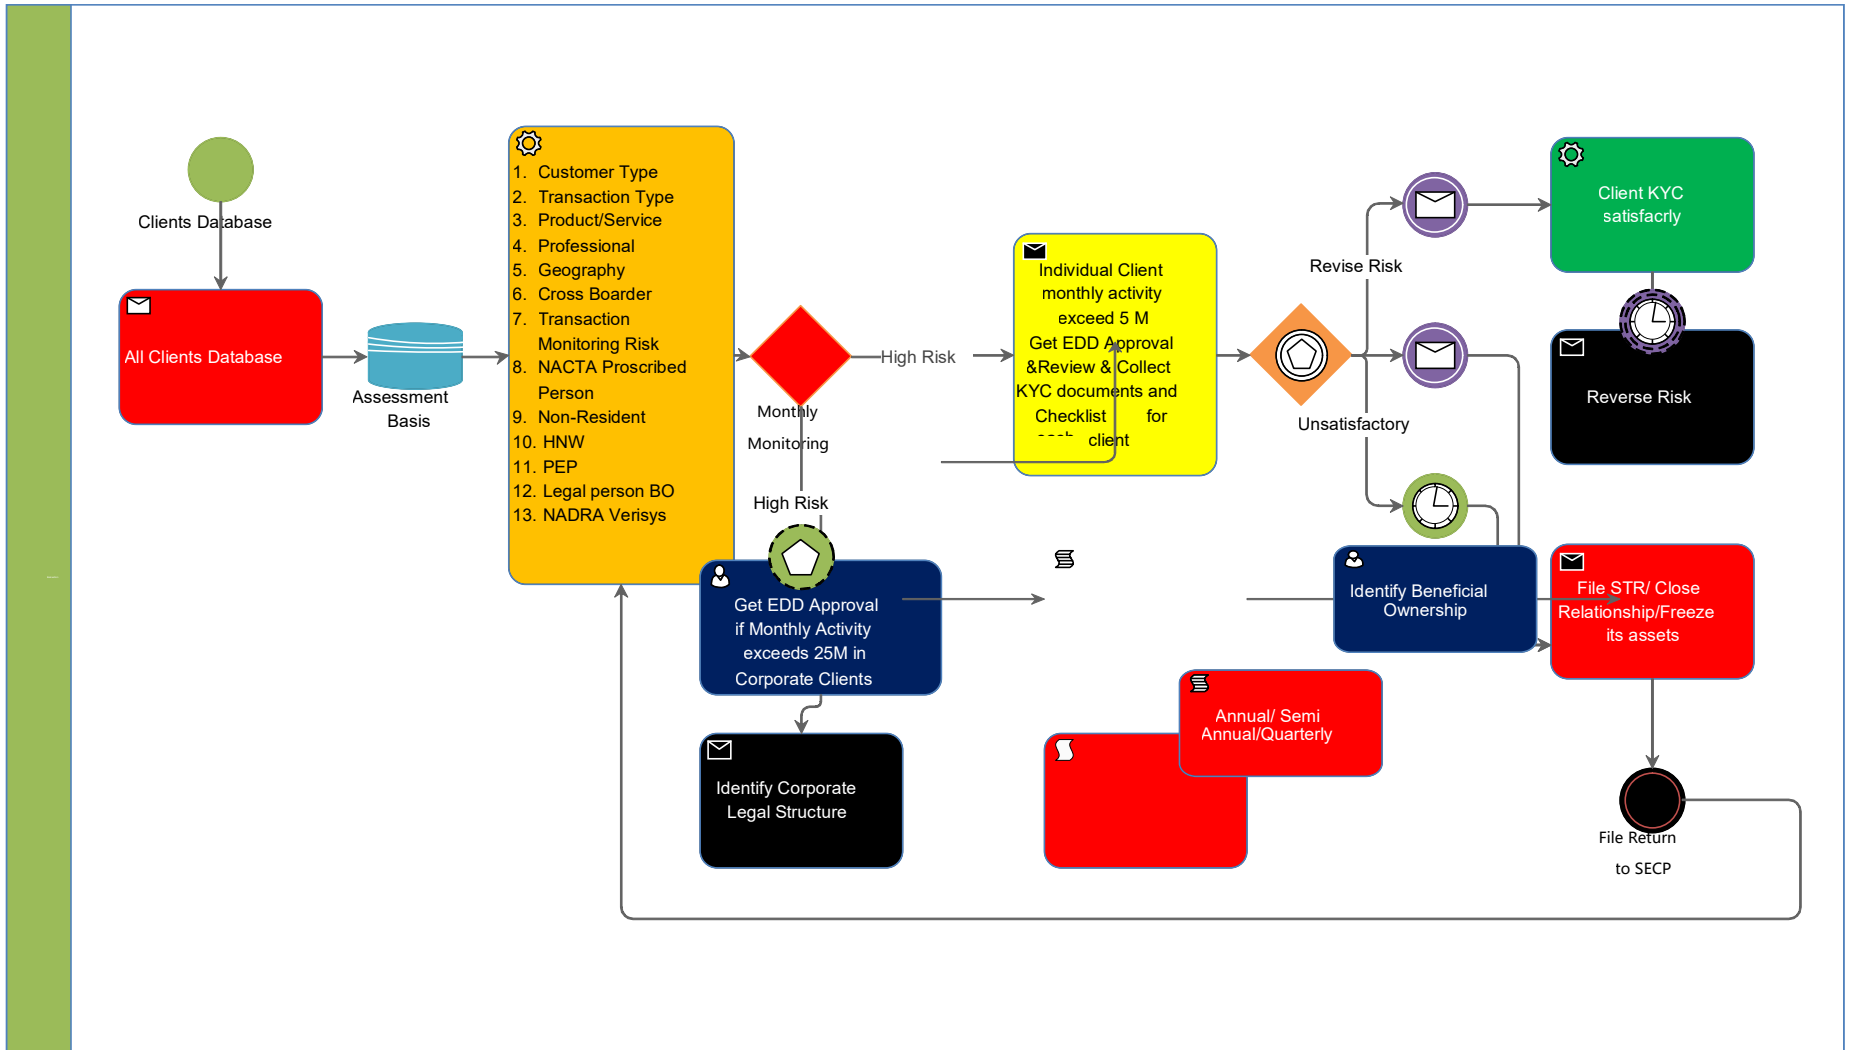 Clients Database
All Clients Database
Assessment
Basis
1. Customer Type
2. Transaction Type
3. Product/Service
4. Professional
5. Geography
6. Cross Boarder
7. Transaction
Monitoring Risk
8. NACTA Proscribed
Person
9. Non-Resident
10. HNW
11. PEP
12. Legal person BO
13. NADRA Verisys
Monthly
Monitoring
High Risk
High Risk
Individual Client
monthly activity
exceed 5 M
Get EDD Approval
&Review & Collect
KYC documents and
Checklist for
client
Revise Risk
Unsatisfactory
Client KYC
satisfacrly
Reverse Risk
Get EDD Approval
if Monthly Activity
exceeds 25M in
Corporate Clients
Identify Corporate
Legal Structure
Annual/ Semi
Annual/Quarterly
Identify Beneficial
Ownership
File STR/ Close
Relationship/Freeze
its assets
File Return
to SECP